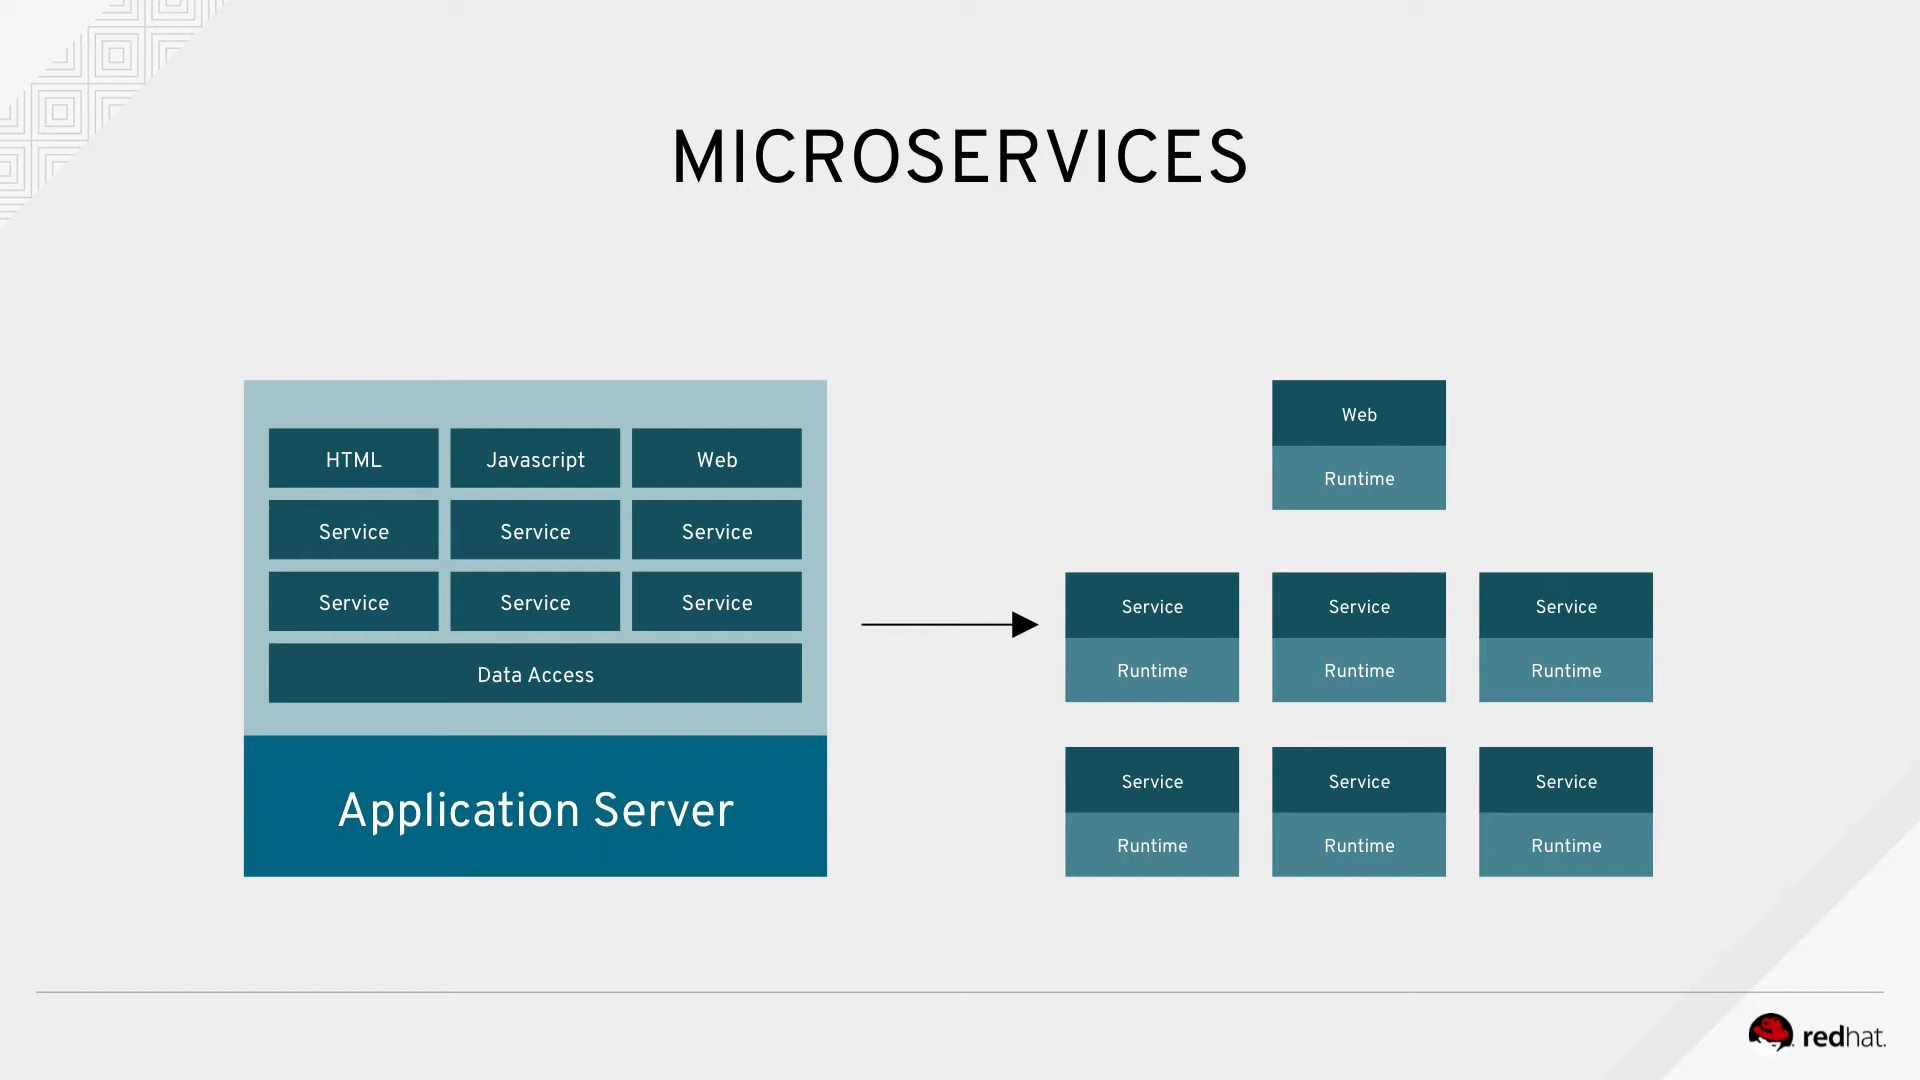 MICROSERVICES
HTML Javascript Web
Service Service Service
Service Service Service
Data Access
Application Server
Web
Runtime
Service Service Service
Runtime Runtime Runtime
Service Service Service
Runtime Runtime Runtime
redhat.